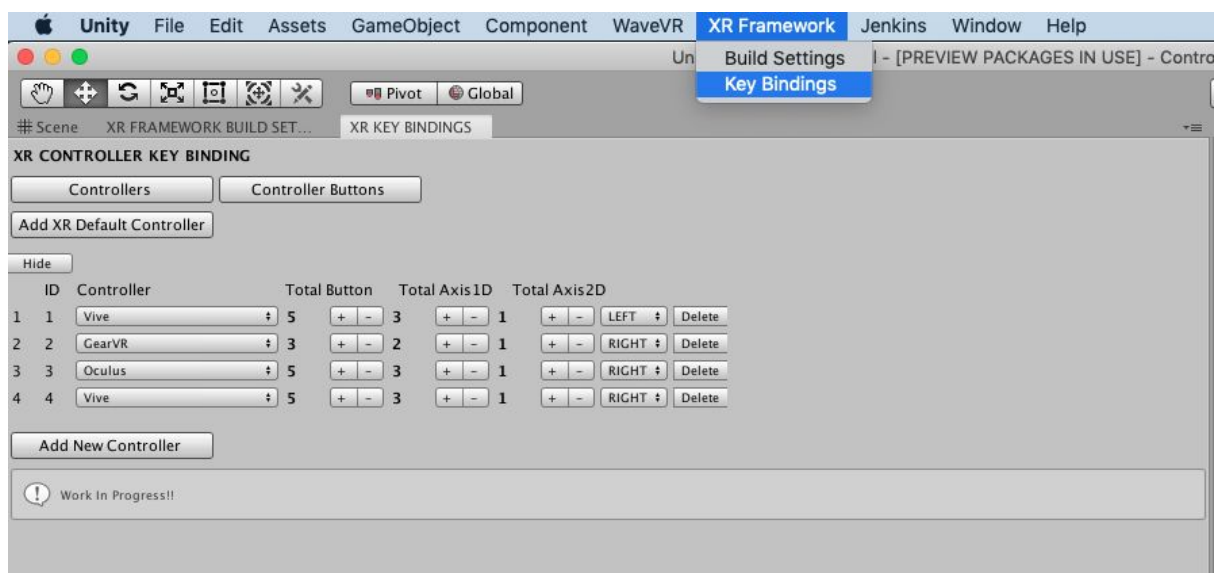 Unity File Edit Assets GameObject Component WaveVR XR Framework Jenkins Window Help
Un Build Settings l - [PREVIEW PACKAGES IN USE] - Contro
Key Bindings
Pivot Global
Scene XR FRAMEWORK BUILD SET... XR KEY BINDINGS
XR CONTROLLER KEY BINDING
Controllers Controller Buttons
Add XR Default Controller
Hide
ID Controller Total Button Total Axis1D Total Axis2D
1 1 Vive 5 + - 3 + - 1 + - LEFT Delete
2 2 GearVR 3 + - 2 + - 1 + - RIGHT Delete
3 3 Oculus 5 + - 3 + - 1 + - RIGHT Delete
4 4 Vive 5 + - 3 + - 1 + - RIGHT Delete
Add New Controller
Work In Progress!!